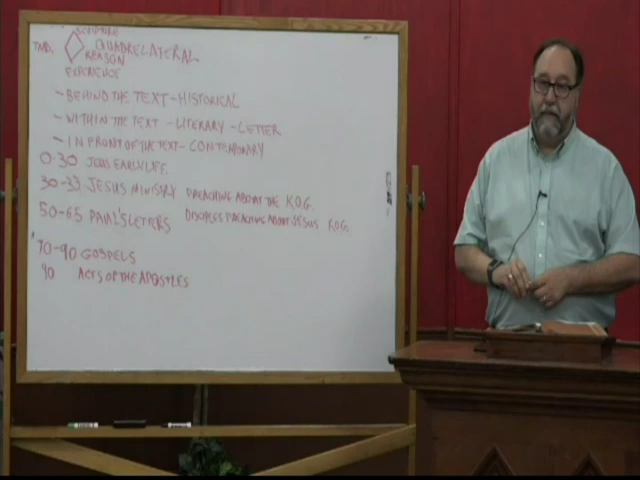 SCRIPTURE
TRAD. QUADRELATERAL
REASON
EXPERIENCE
- BEHIND THE TEXT - HISTORICAL
- WITHIN THE TEXT - LITERARY - LETTER
- IN FRONT OF THE TEXT - CONTEMPORARY
0-30 JESUS EARLY LIFE
30-33 JESUS MINISTRY PREACHING ABOUT THE K.O.G.
50-65 PAUL'S LETTERS DISCIPLES PREACHING ABOUT JESUS K.O.G.
70-90 GOSPELS
90 ACTS OF THE APOSTLES